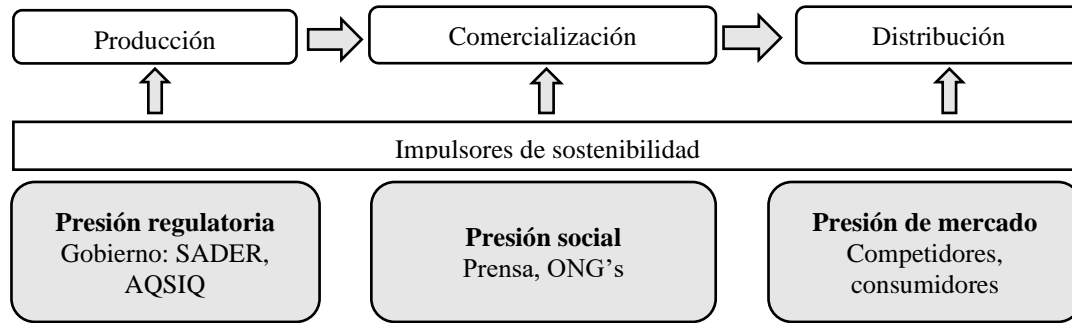 Producción
Comercialización
Distribución
Impulsores de sostenibilidad
Presión regulatoria
Gobierno: SADER,
AQSIQ
Presión social
Prensa, ONG’s
Presión de mercado
Competidores,
consumidores